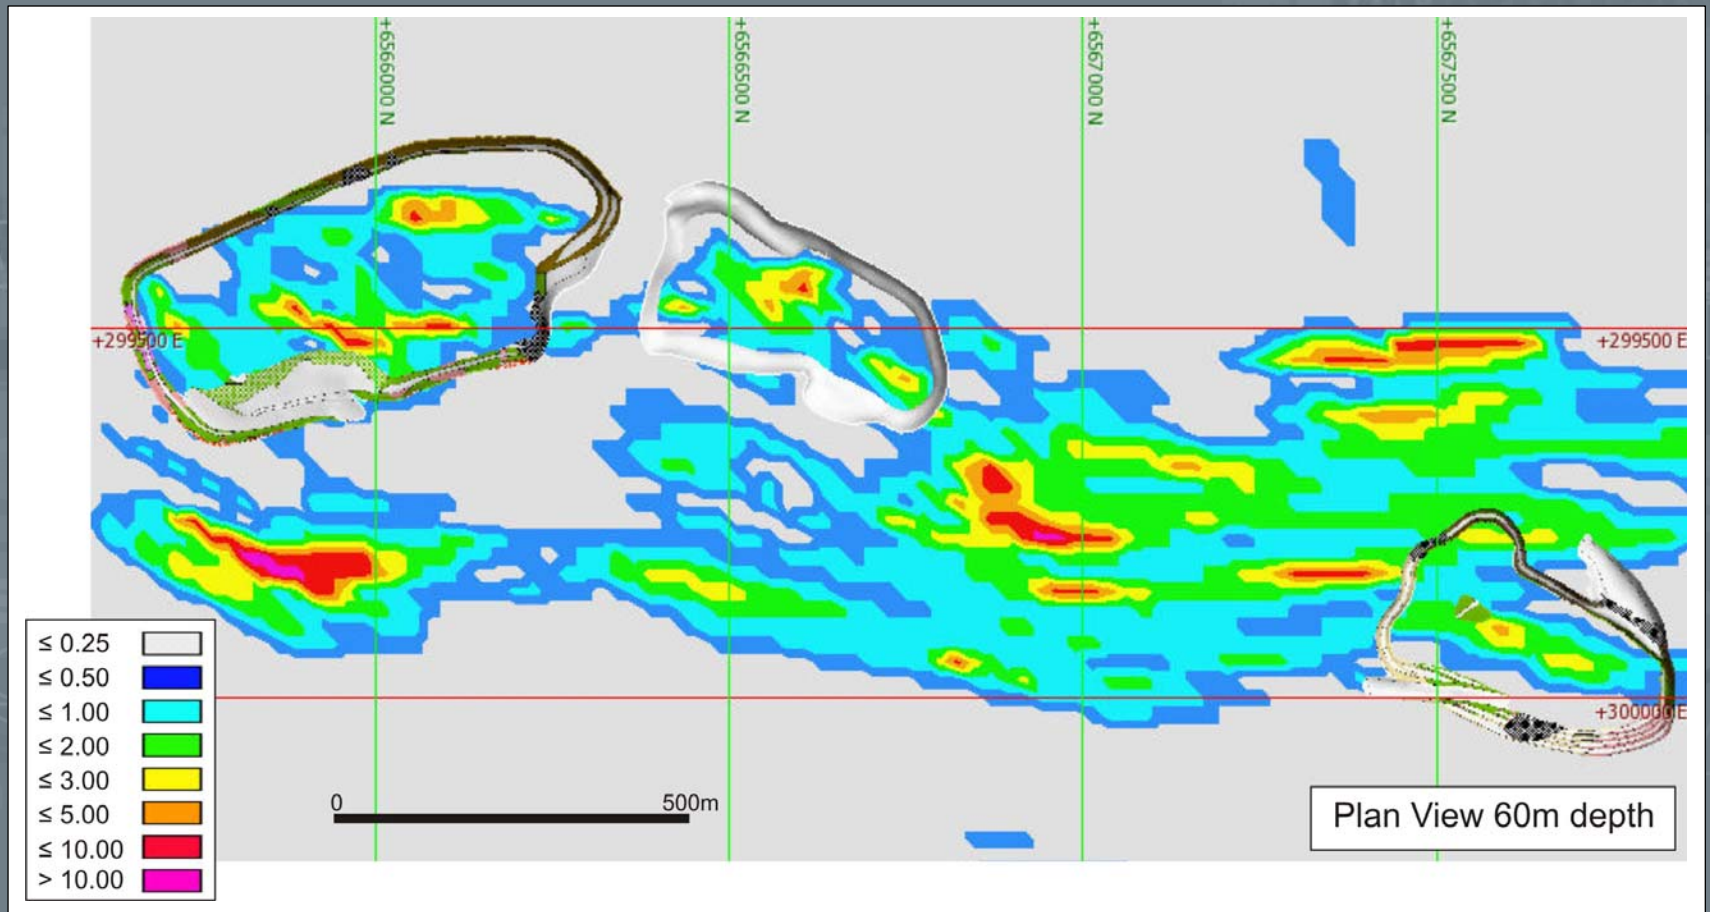 +6566000 N
+6566500 N
+6567000 N
+6567500 N
+299500 E
+299500 E
+300000 E
≤ 0.25
≤ 0.50
≤ 1.00
≤ 2.00
≤ 3.00
≤ 5.00
≤ 10.00
> 10.00
0
500m
Plan View 60m depth